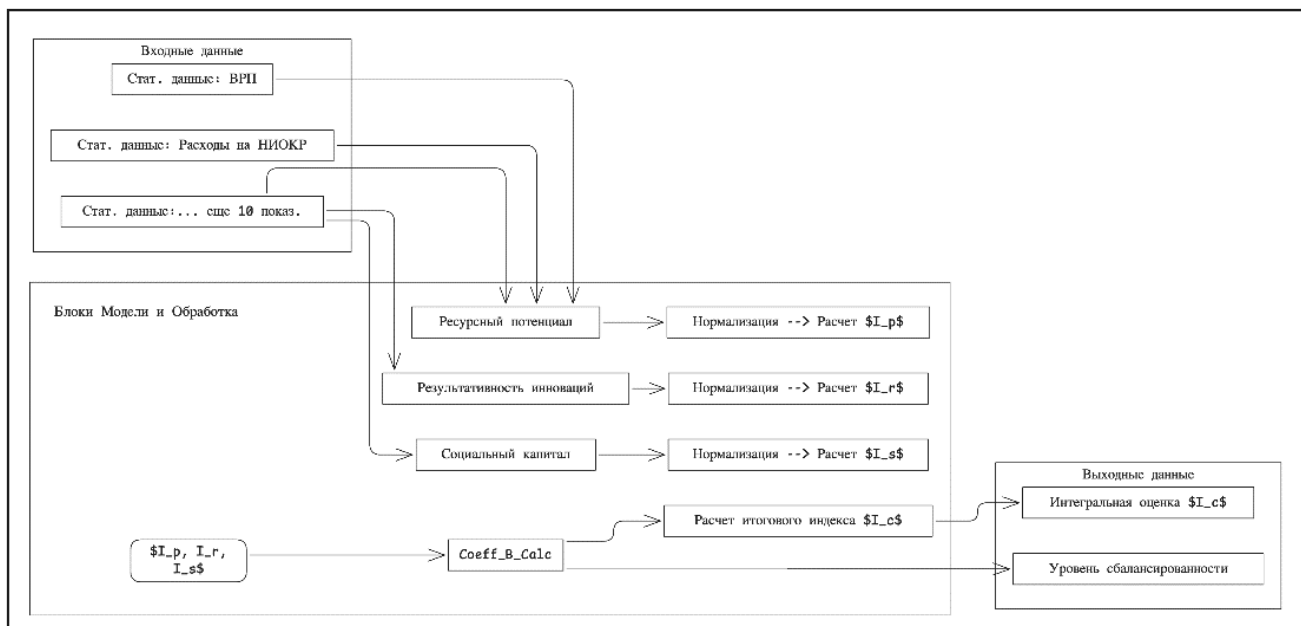 Входные данные
Стат. данные: ВРП
Стат. данные: Расходы на НИОКР
Стат. данные:... еще 10 показ.
Блоки Модели и Обработка
Ресурсный потенциал
Нормализация --> Расчет $I_p$
Результативность инноваций
Нормализация --> Расчет $I_r$
Социальный капитал
Нормализация --> Расчет $I_s$
Выходные данные
Интегральная оценка $I_c$
Расчет итогового индекса $I_c$
$I_p, I_r,
I_s$
Coeff_B_Calc
Уровень сбалансированности